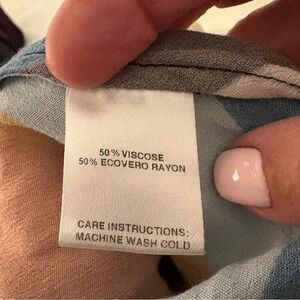 50% VISCOSE
50% ECOVERO RAYON
CARE INSTRUCTIONS:
MACHINE WASH COLD